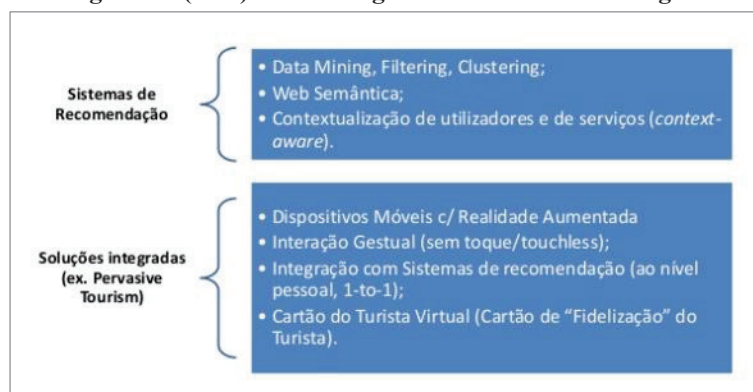 Sistemas de
Recomendação
• Data Mining, Filtering, Clustering;
• Web Semântica;
• Contextualização de utilizadores e de serviços (context-
aware).
Soluções integradas
(ex. Pervasive
Tourism)
• Dispositivos Móveis c/ Realidade Aumentada
• Interação Gestual (sem toque/touchless);
• Integração com Sistemas de recomendação (ao nível
pessoal, 1-to-1);
• Cartão do Turista Virtual (Cartão de “Fidelização” do
Turista).